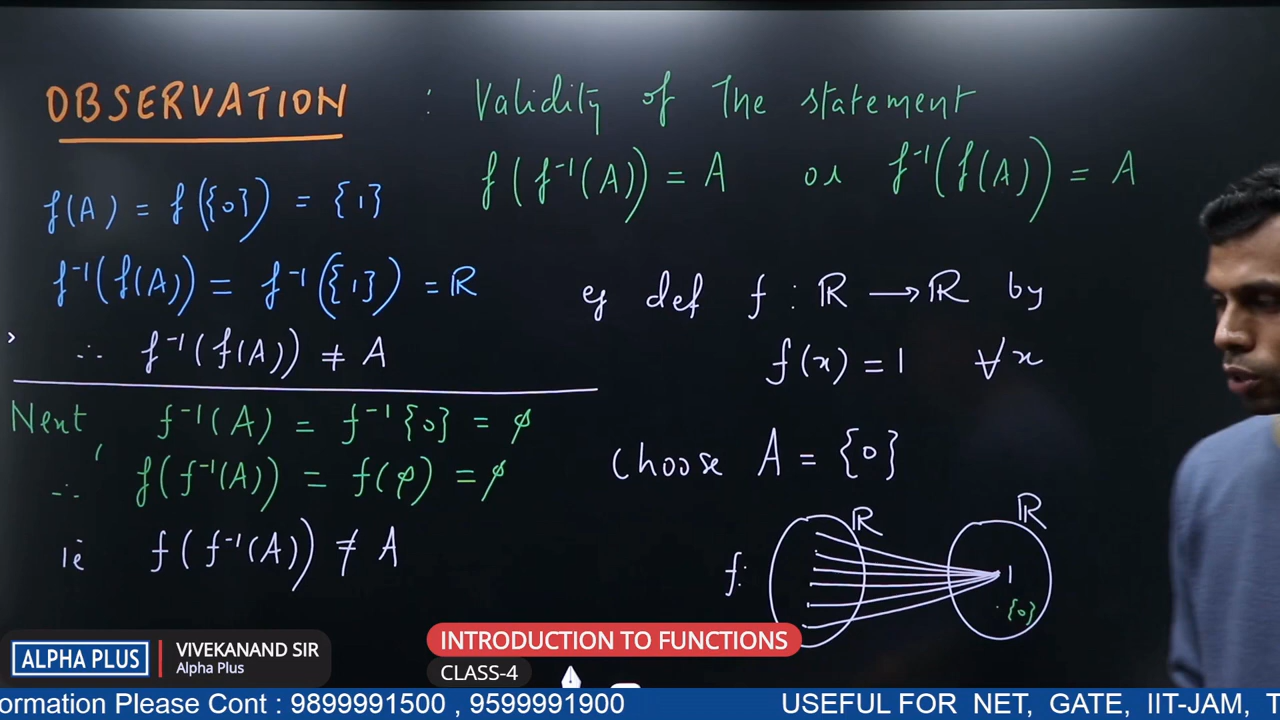 OBSERVATION : Validity of the statement
f(f⁻¹(A)) = A or f⁻¹(f(A)) = A
f(A) = f({0}) = {1}
f⁻¹(f(A)) = f⁻¹({1}) = ℝ
∴ f⁻¹(f(A)) ≠ A
Next, f⁻¹(A) = f⁻¹{0} = ϕ
∴ f(f⁻¹(A)) = f(ϕ) = ϕ
ie f(f⁻¹(A)) ≠ A
eg def f : ℝ → ℝ by
f(x) = 1 ∀x
Choose A = {0}
ℝ ℝ
f:
1
{0}
INTRODUCTION TO FUNCTIONS
CLASS-4
ALPHA PLUS
VIVEKANAND SIR
Alpha Plus
ormation Please Cont : 9899991500 , 9599991900 USEFUL FOR NET, GATE, IIT-JAM, T